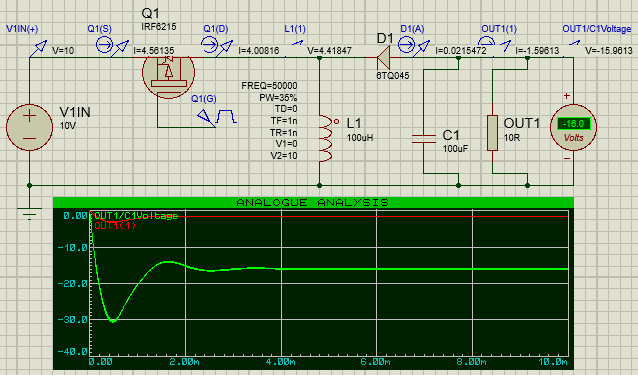 Q1
IRF6215
V1IN(+)
V=10
Q1(S)
I=4.56135
Q1(D)
I=4.00816
L1(1)
V=4.41847
D1(A)
I=0.0215472
OUT1(1)
I=-1.59613
OUT1/C1Voltage
V=-15.9613
D1
6TQ045
Q1(G)
FREQ=50000
PW=35%
TD=0
TF=1n
TR=1n
V1=0
V2=10
V1IN
10V
L1
100uH
C1
100uF
OUT1
10R
+
-16.0
Volts
ANALOGUE ANALYSIS
0.00
OUT1/C1Voltage
OUT1(1)
-10.0
-20.0
-30.0
-40.0
0.00
2.00m
4.00m
6.00m
8.00m
10.0m